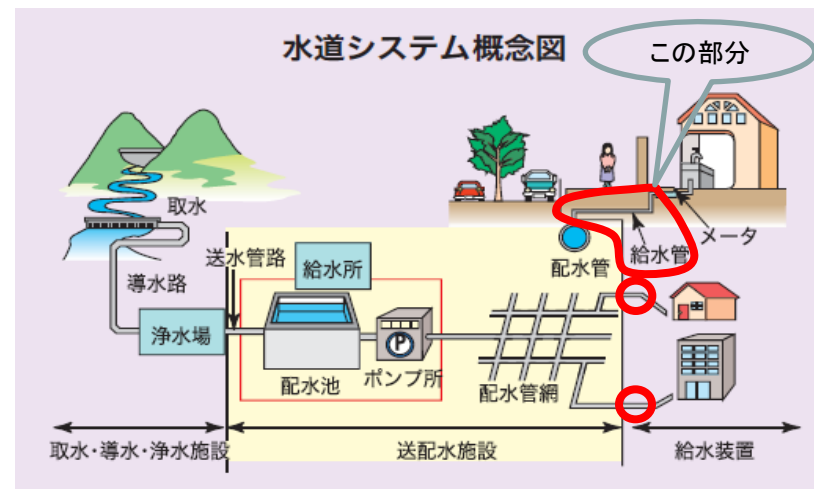 水道システム概念図
この部分
取水
導水路
送水管路
給水所
浄水場
配水池
ポンプ所
P
配水管
給水管
メータ
配水管網
取水・導水・浄水施設
送配水施設
給水装置